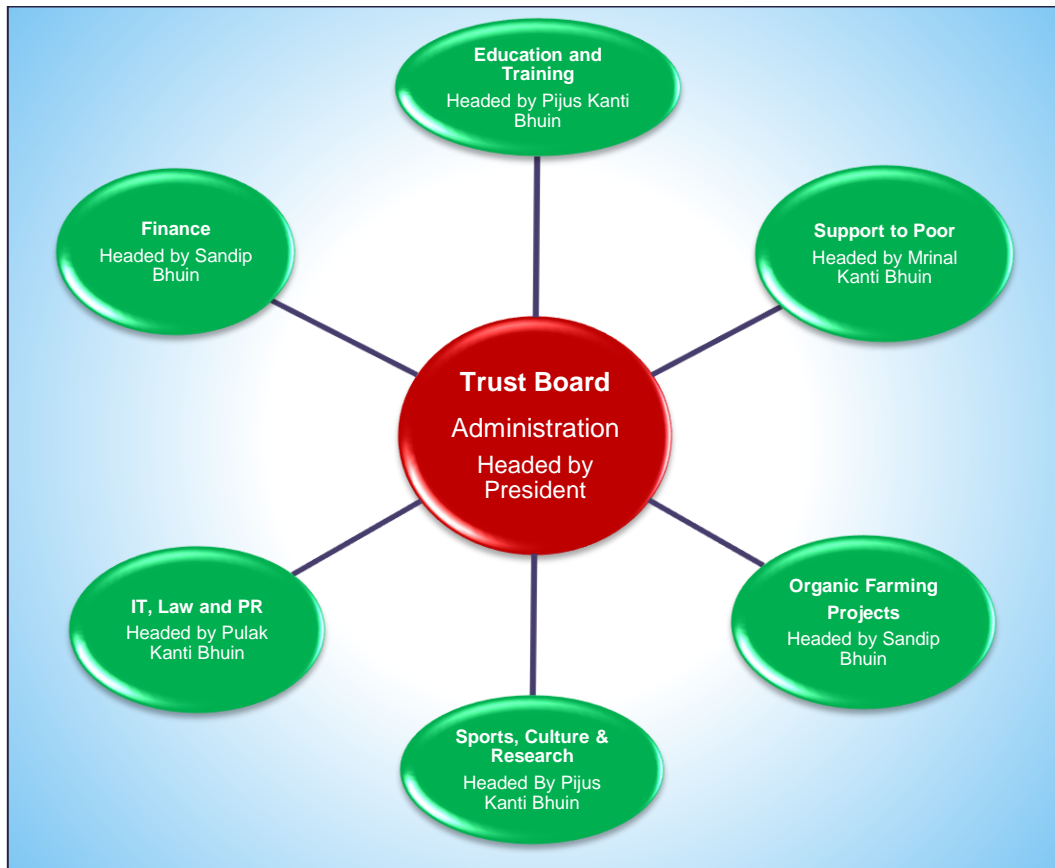 Education and
Training
Headed by Pijus Kanti
Bhuin
Finance
Headed by Sandip
Bhuin
Support to Poor
Headed by Mrinal
Kanti Bhuin
Trust Board
Administration
Headed by
President
IT, Law and PR
Headed by Pulak
Kanti Bhuin
Organic Farming
Projects
Headed by Sandip
Bhuin
Sports, Culture &
Research
Headed By Pijus
Kanti Bhuin